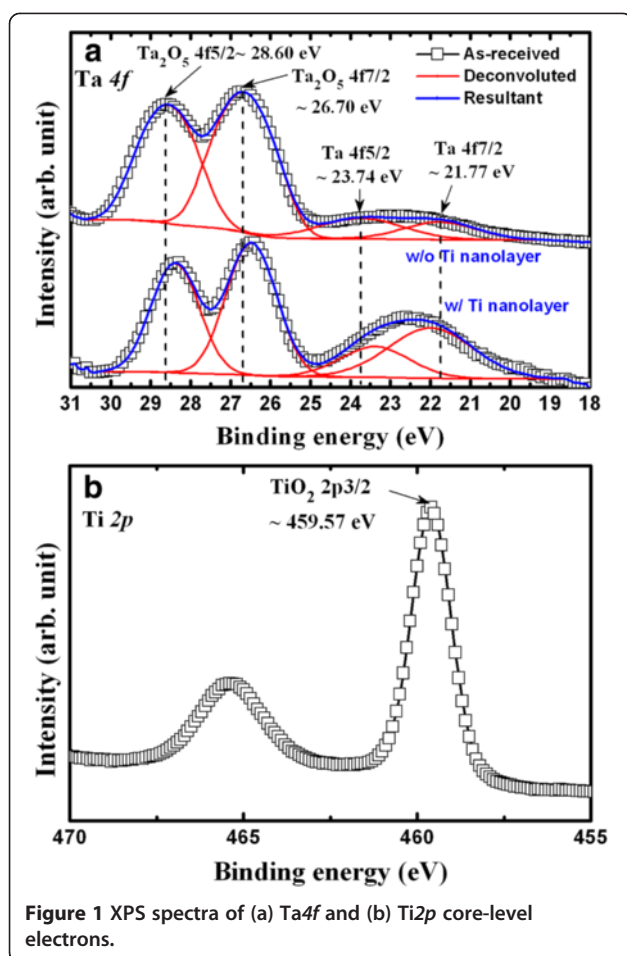 a
Ta 4f
Ta₂O₅ 4f5/2~ 28.60 eV
Ta₂O₅ 4f7/2
~ 26.70 eV
As-received
Deconvoluted
Resultant
Ta 4f5/2
~ 23.74 eV
Ta 4f7/2
~ 21.77 eV
w/o Ti nanolayer
w/ Ti nanolayer
Intensity (arb. unit)
31 30 29 28 27 26 25 24 23 22 21 20 19 18
Binding energy (eV)
b
Ti 2p
TiO₂ 2p3/2
~ 459.57 eV
Intensity (arb. unit)
470 465 460 455
Binding energy (eV)
Figure 1 XPS spectra of (a) Ta4f and (b) Ti2p core-level
electrons.